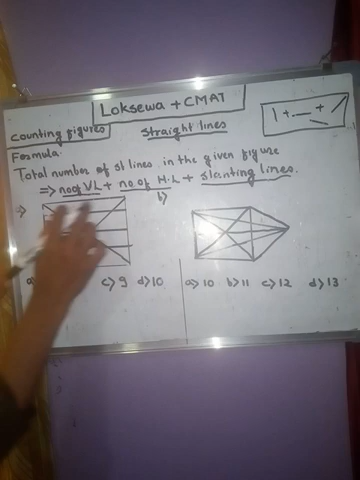 Loksewa + CMAT
Counting figures
straight lines
1 + — + /
Formula.
Total number of st lines in the given figure
=> no of VL + no. of H.L + slanting lines.
=> b>
a> c> 9 d> 10 a> 10 b> 11 c> 12 d> 13